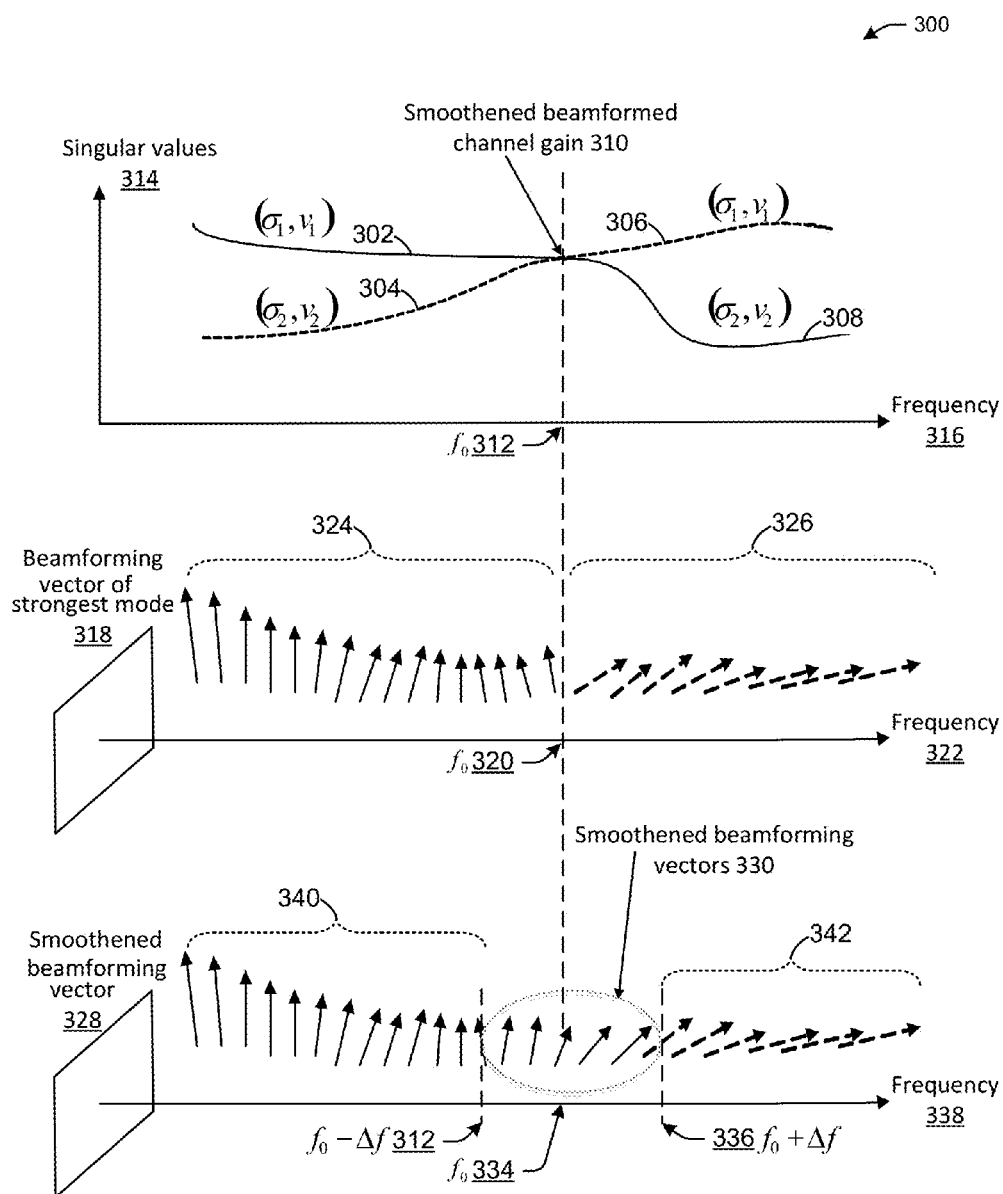 300
Smoothened beamformed
channel gain 310
Singular values
314
(σ₁, v₁)
302
306
(σ₁, v₁)
304
(σ₂, v₂)
(σ₂, v₂)
308
Frequency
316
f₀ 312
324
326
Beamforming
vector of
strongest mode
318
Frequency
322
f₀ 320
Smoothened beamforming
vectors 330
340
342
Smoothened
beamforming
vector
328
Frequency
338
f₀ − Δf 312
336 f₀ + Δf
f₀ 334